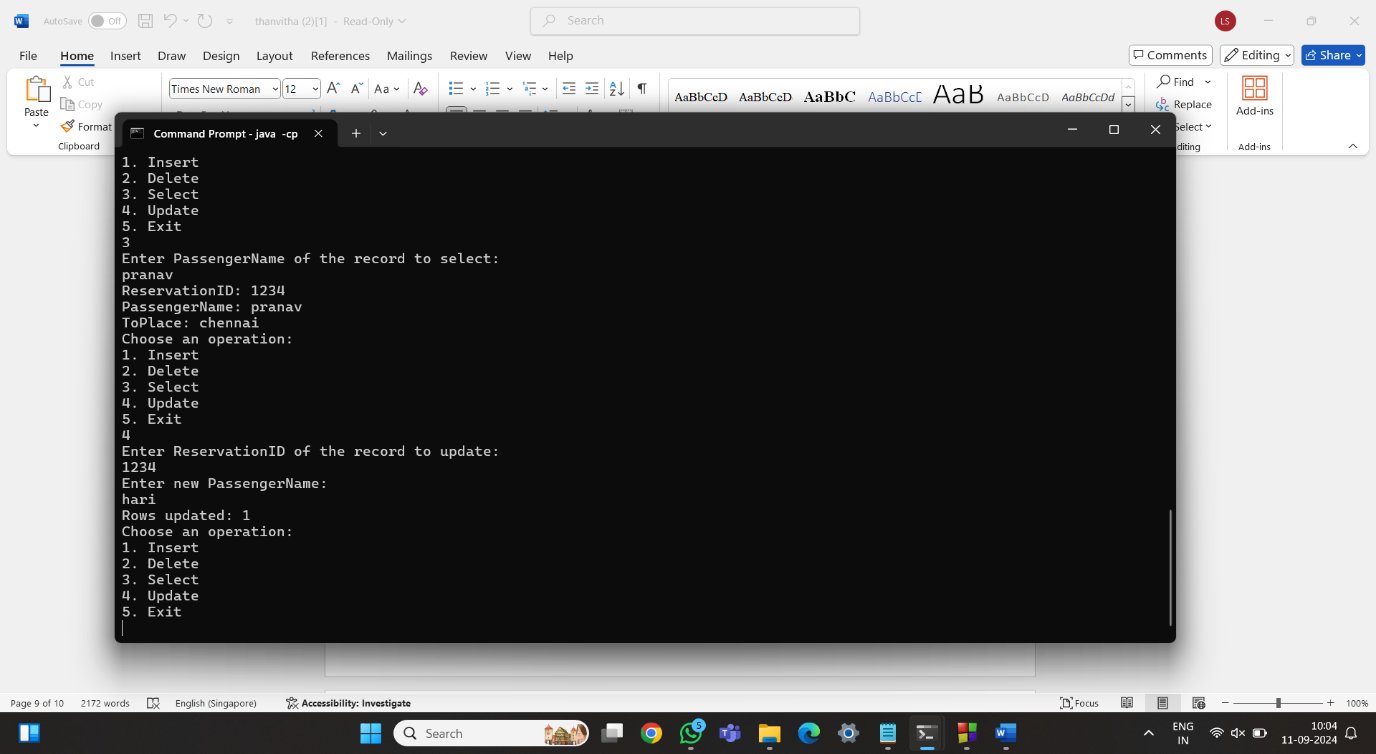 AutoSave Off thanvitha (2)[1] - Read-Only Search LS
File Home Insert Draw Design Layout References Mailings Review View Help Comments Editing Share
Paste Cut Times New Roman 12 Aa AaBbCcD AaBbCcD AaBbC AaBbCcE AaB AaBbCcD AaBbCcDd Find Add-ins
Copy Replace
Format Select
Clipboard diting Add-ins
Command Prompt - java -cp
1. Insert
2. Delete
3. Select
4. Update
5. Exit
3
Enter PassengerName of the record to select:
pranav
ReservationID: 1234
PassengerName: pranav
ToPlace: chennai
Choose an operation:
1. Insert
2. Delete
3. Select
4. Update
5. Exit
4
Enter ReservationID of the record to update:
1234
Enter new PassengerName:
hari
Rows updated: 1
Choose an operation:
1. Insert
2. Delete
3. Select
4. Update
5. Exit
Page 9 of 10 2172 words English (Singapore) Accessibility: Investigate Focus 100%
Search 5 ENG IN 10:04 11-09-2024